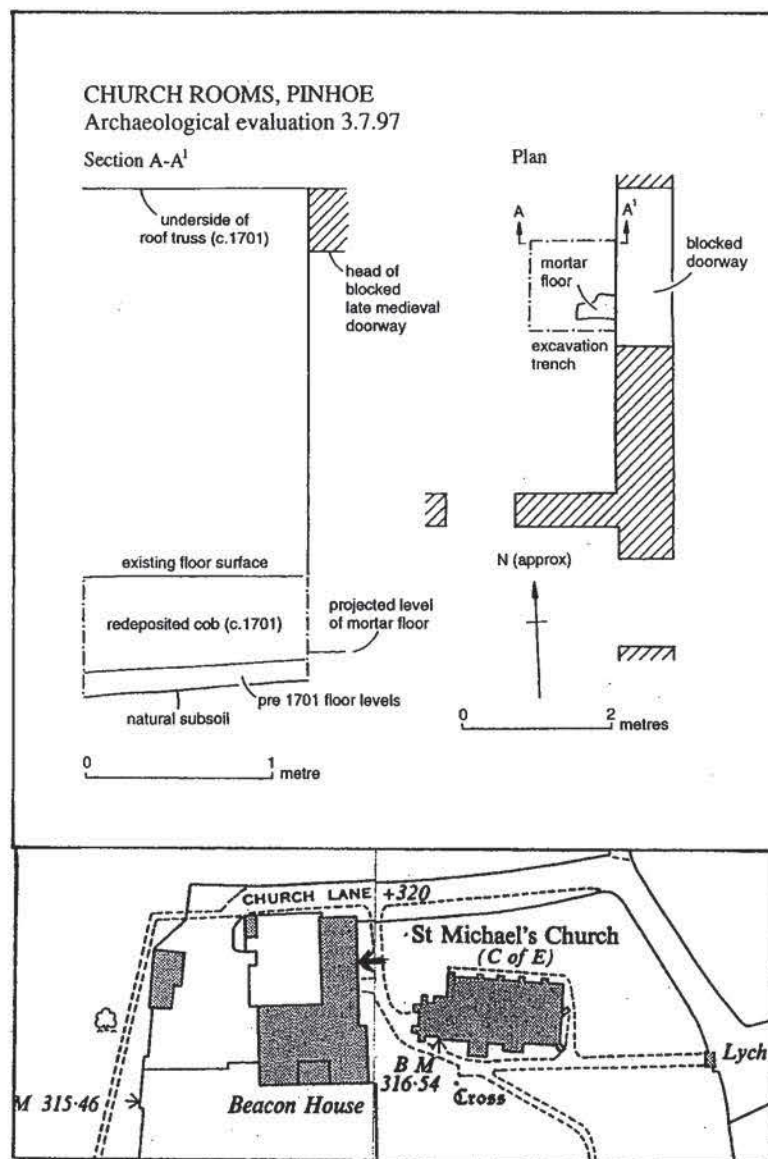 CHURCH ROOMS, PINHOE
Archaeological evaluation 3.7.97
Section A-A¹
underside of
roof truss (c.1701)
head of
blocked
late medieval
doorway
existing floor surface
redeposited cob (c.1701)
projected level
of mortar floor
pre 1701 floor levels
natural subsoil
0 1
metre
Plan
A A¹
mortar
floor
blocked
doorway
excavation
trench
N (approx)
0 2
metres
CHURCH LANE +320
St Michael's Church
(C of E)
B M
316·54
Cross
Lych
M 315·46
Beacon House